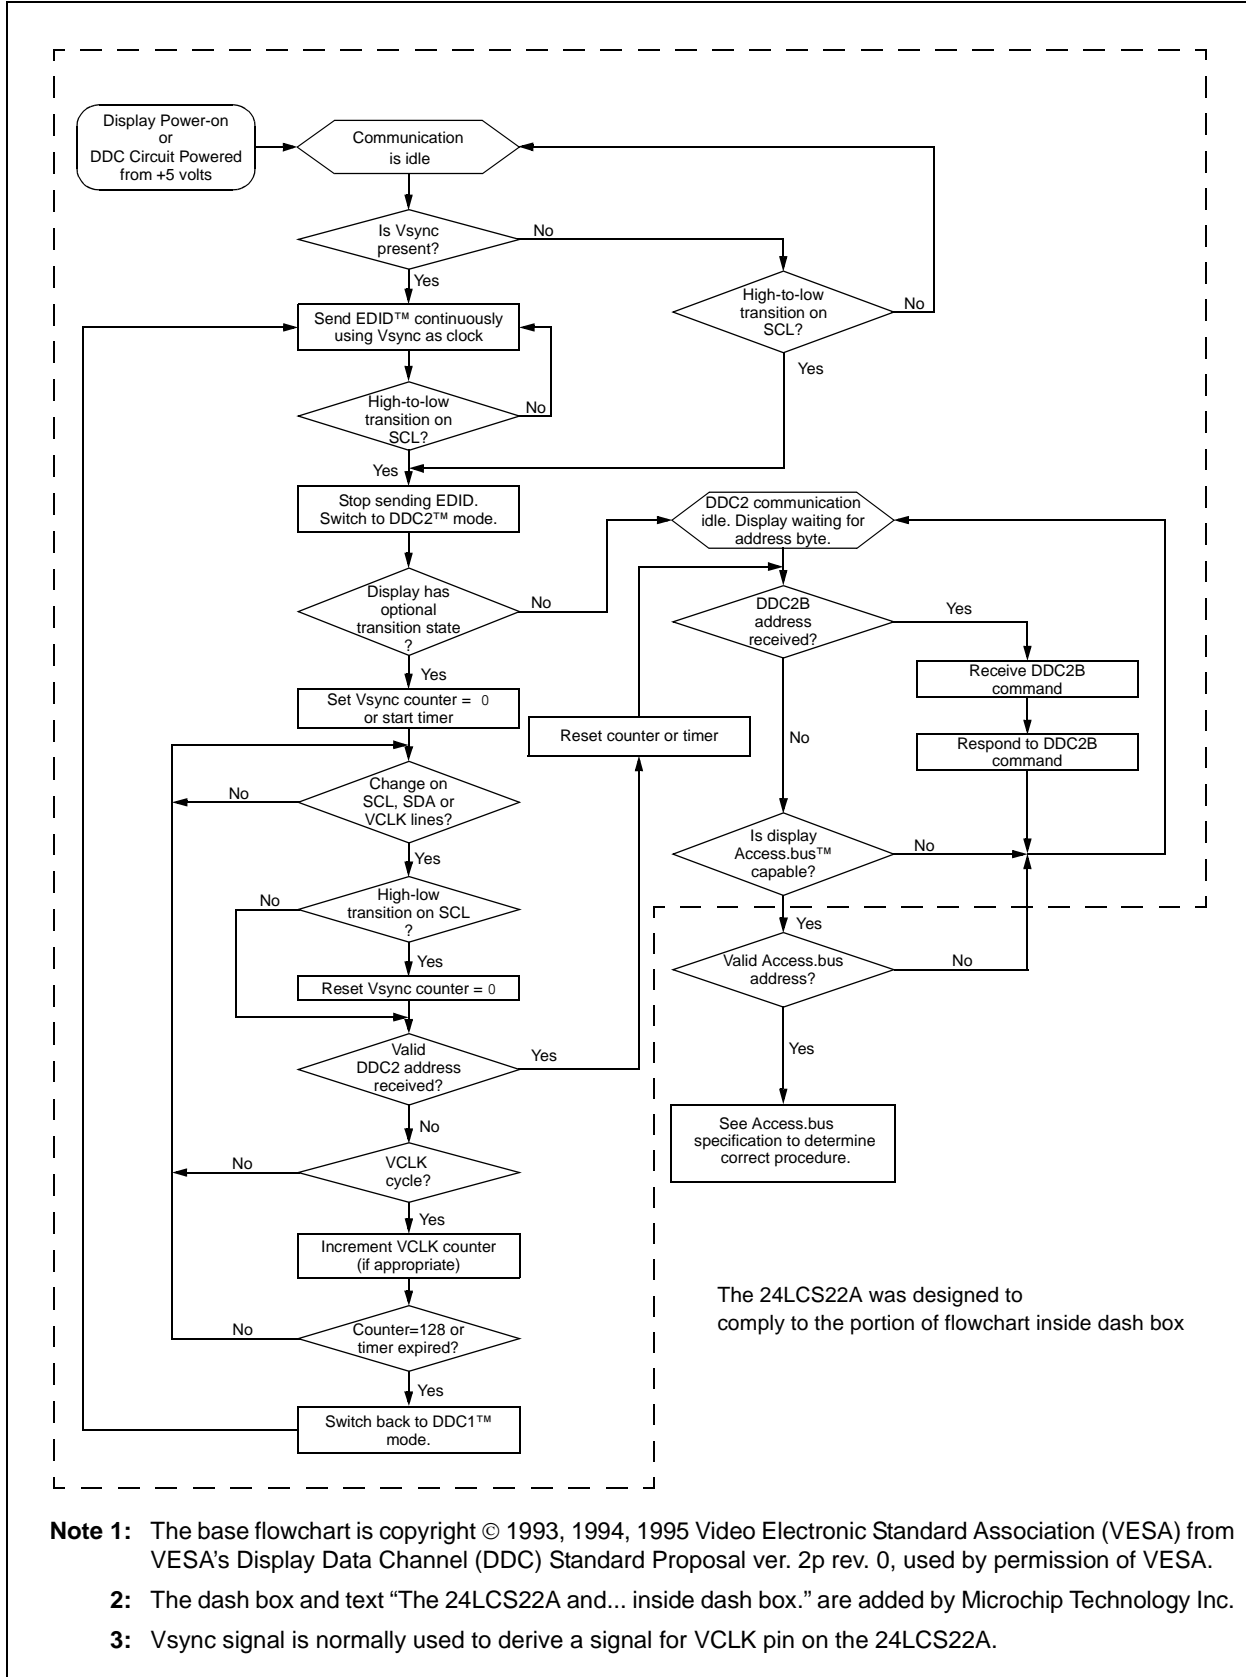 Display Power-on
or
DDC Circuit Powered
from +5 volts
Communication
is idle
Is Vsync
present?
No
Yes
High-to-low
transition on
SCL?
No
Yes
Send EDID™ continuously
using Vsync as clock
High-to-low
transition on
SCL?
No
Yes
Stop sending EDID.
Switch to DDC2™ mode.
DDC2 communication
idle. Display waiting for
address byte.
Display has
optional
transition state
?
No
Yes
DDC2B
address
received?
Yes
No
Receive DDC2B
command
Respond to DDC2B
command
Set Vsync counter = 0
or start timer
Reset counter or timer
Change on
SCL, SDA or
VCLK lines?
No
Yes
Is display
Access.bus™
capable?
No
Yes
High-low
transition on SCL
?
No
Yes
Reset Vsync counter = 0
Valid Access.bus
address?
No
Yes
Valid
DDC2 address
received?
Yes
No
See Access.bus
specification to determine
correct procedure.
VCLK
cycle?
No
Yes
Increment VCLK counter
(if appropriate)
Counter=128 or
timer expired?
No
Yes
Switch back to DDC1™
mode.
The 24LCS22A was designed to
comply to the portion of flowchart inside dash box
Note 1: The base flowchart is copyright © 1993, 1994, 1995 Video Electronic Standard Association (VESA) from
VESA's Display Data Channel (DDC) Standard Proposal ver. 2p rev. 0, used by permission of VESA.
2: The dash box and text “The 24LCS22A and... inside dash box.” are added by Microchip Technology Inc.
3: Vsync signal is normally used to derive a signal for VCLK pin on the 24LCS22A.